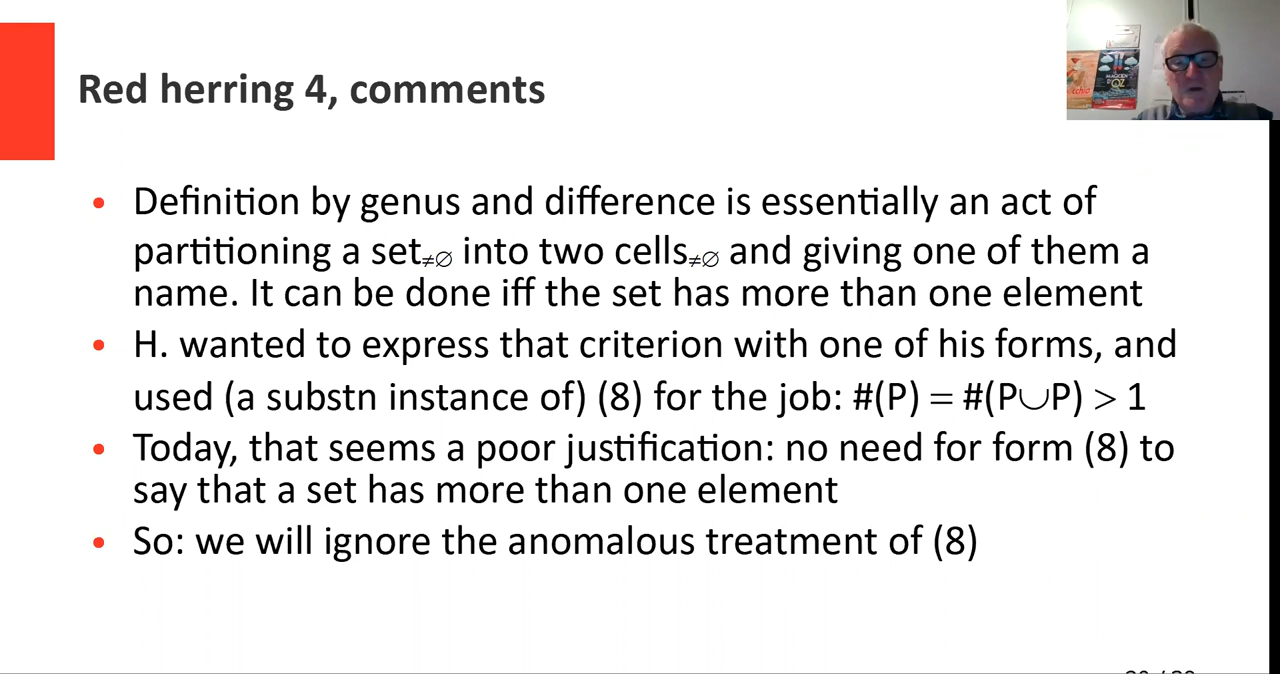 Red herring 4, comments
• Definition by genus and difference is essentially an act of
partitioning a set≠∅ into two cells≠∅ and giving one of them a
name. It can be done iff the set has more than one element
• H. wanted to express that criterion with one of his forms, and
used (a substn instance of) (8) for the job: #(P) = #(P∪P) > 1
• Today, that seems a poor justification: no need for form (8) to
say that a set has more than one element
• So: we will ignore the anomalous treatment of (8)
OZ